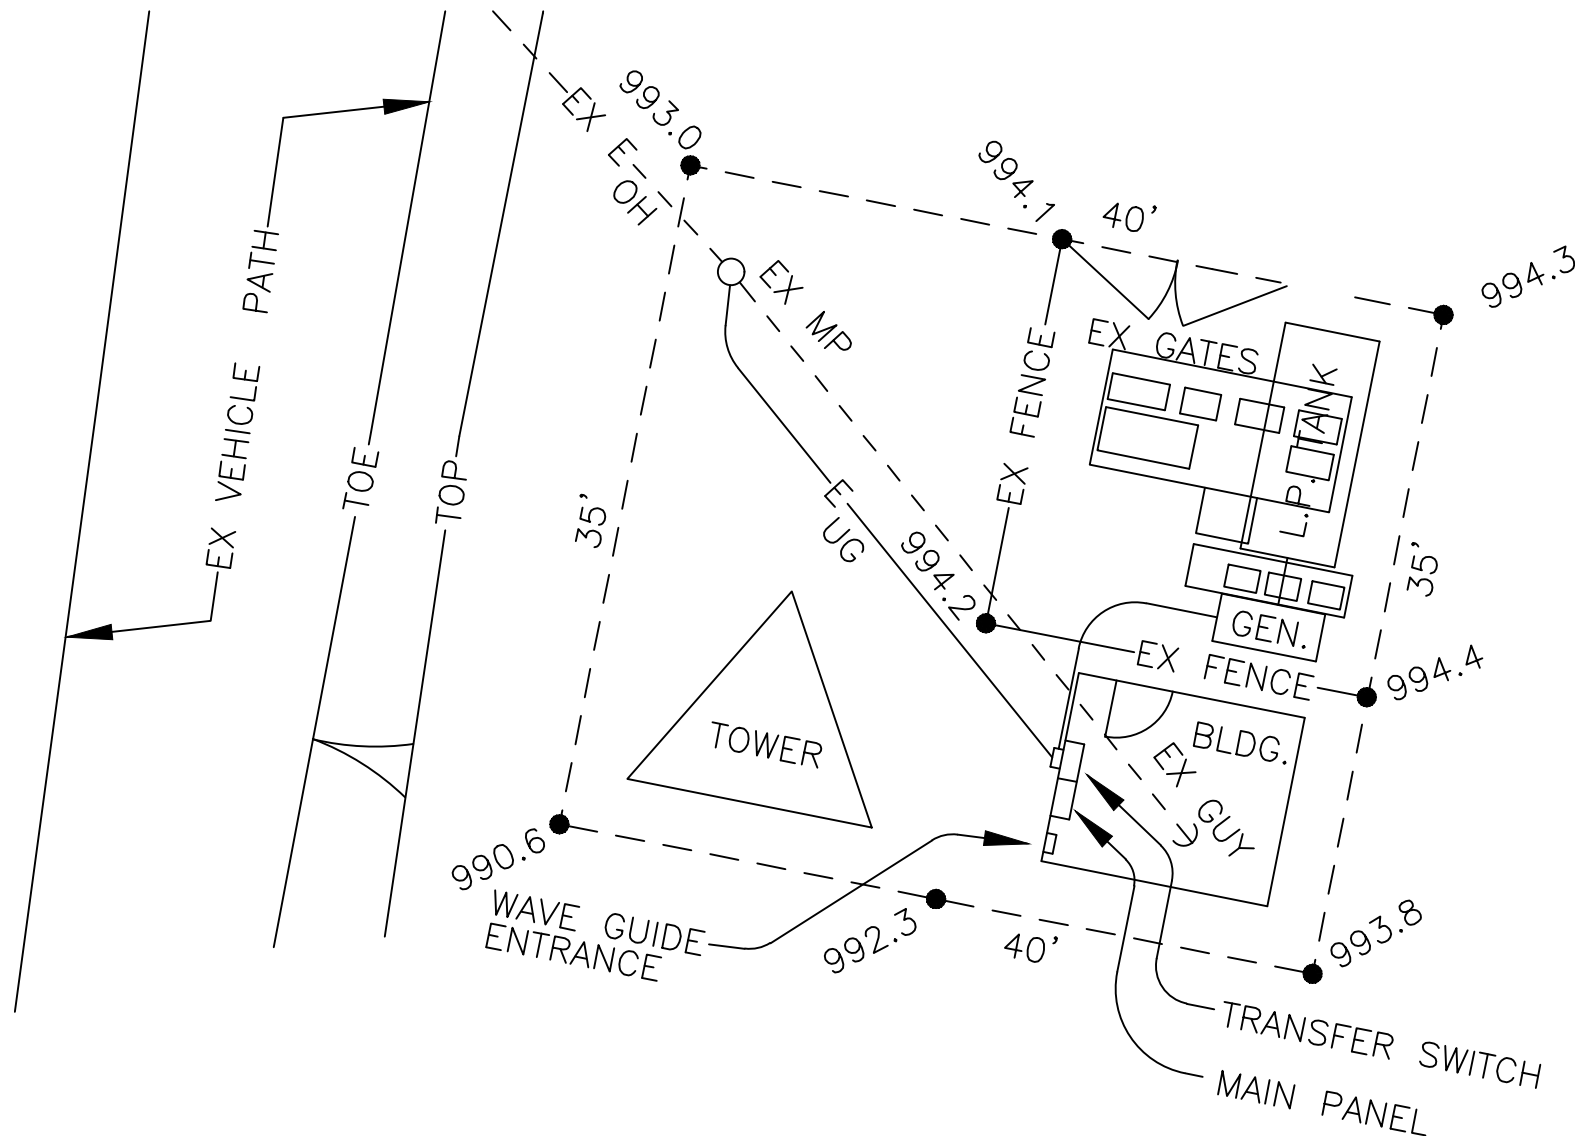 993.0
EX E
OH
994.1
40'
994.3
EX MP
EX GATES
EX VEHICLE PATH
TOE
TOP
35'
EX FENCE
L.P. TANK
E
UG
994.2
35'
GEN.
EX FENCE
994.4
TOWER
BLDG.
EX GUY
990.6
WAVE GUIDE
ENTRANCE
992.3
40'
993.8
TRANSFER SWITCH
MAIN PANEL